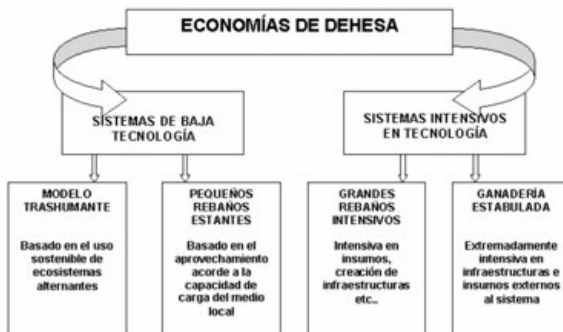 ECONOMÍAS DE DEHESA
SISTEMAS DE BAJA
TECNOLOGÍA
SISTEMAS INTENSIVOS
EN TECNOLOGÍA
MODELO
TRASHUMANTE
Basado en el uso
sostenible de
ecosistemas
alternantes
PEQUEÑOS
REBAÑOS
ESTANTES
Basado en el
aprovechamiento
acorde a la
capacidad de
carga del medio
local
GRANDES
REBAÑOS
INTENSIVOS
Intensiva en
insumos,
creación de
infraestructuras
etc..
GANADERÍA
ESTABULADA
Extremadamente
intensiva en
infraestructuras e
insumos externos
al sistema